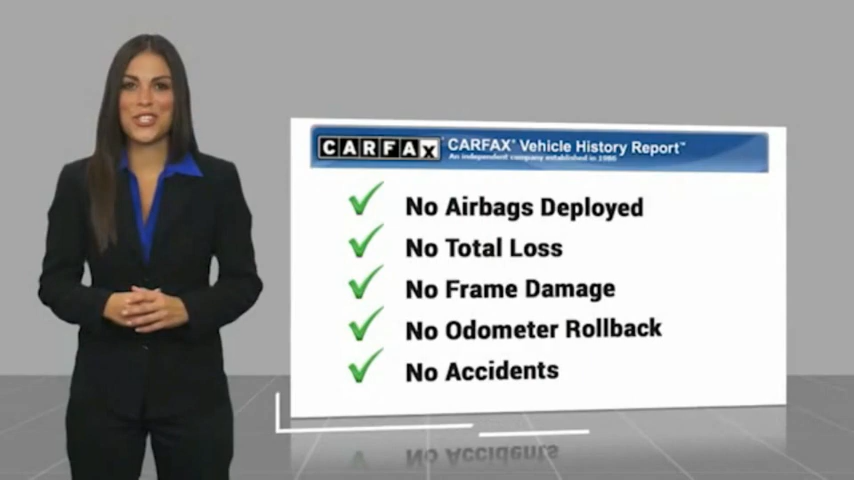 CARFAX CARFAX® Vehicle History Report™
An independent company established in 1986
No Airbags Deployed
No Total Loss
No Frame Damage
No Odometer Rollback
No Accidents
No Accidents